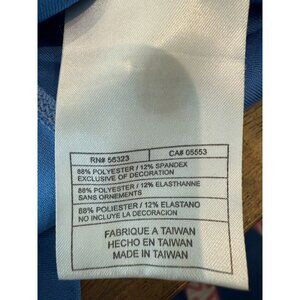 RN# 56323 CA# 05553
88% POLYESTER / 12% SPANDEX
EXCLUSIVE OF DECORATION
88% POLYESTER / 12% ELASTHANNE
SANS ORNEMENTS
88% POLIESTER / 12% ELASTANO
NO INCLUYE LA DECORACION
FABRIQUE A TAIWAN
HECHO EN TAIWAN
MADE IN TAIWAN